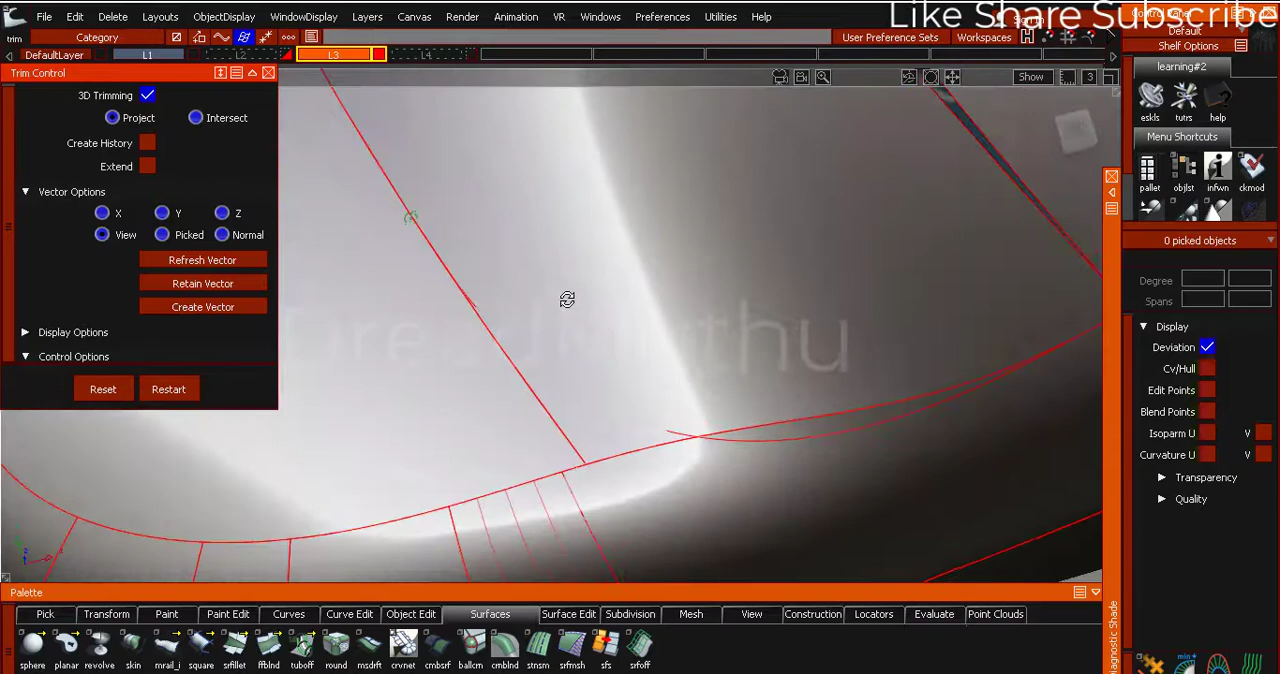 File Edit Delete Layouts ObjectDisplay WindowDisplay Layers Canvas Render Animation VR Windows Preferences Utilities Help
Like Share Subscribe
trim
Category
User Preference Sets
Workspaces
Default
DefaultLayer
L1
L2
L3
L4
Shelf Options
Trim Control
Show
3
learning#2
3D Trimming
Project
Intersect
Create History
Extend
Vector Options
X
Y
Z
View
Picked
Normal
Refresh Vector
Retain Vector
Create Vector
Display Options
Control Options
Reset
Restart
eskls tutrs help
Menu Shortcuts
pallet objlst infwn ckmod
0 picked objects
Degree
Spans
Display
Deviation
Cv/Hull
Edit Points
Blend Points
Isoparm U
V
Curvature U
V
Transparency
Quality
Diagnostic Shade
Palette
Pick Transform Paint Paint Edit Curves Curve Edit Object Edit Surfaces Surface Edit Subdivision Mesh View Construction Locators Evaluate Point Clouds
sphere planar revolve skin mrail_i square srfillet ffblnd tuboff round msdrft crvnet cmbsrf ballcrn cmblnd stnsm srfmsh sfs srfoff